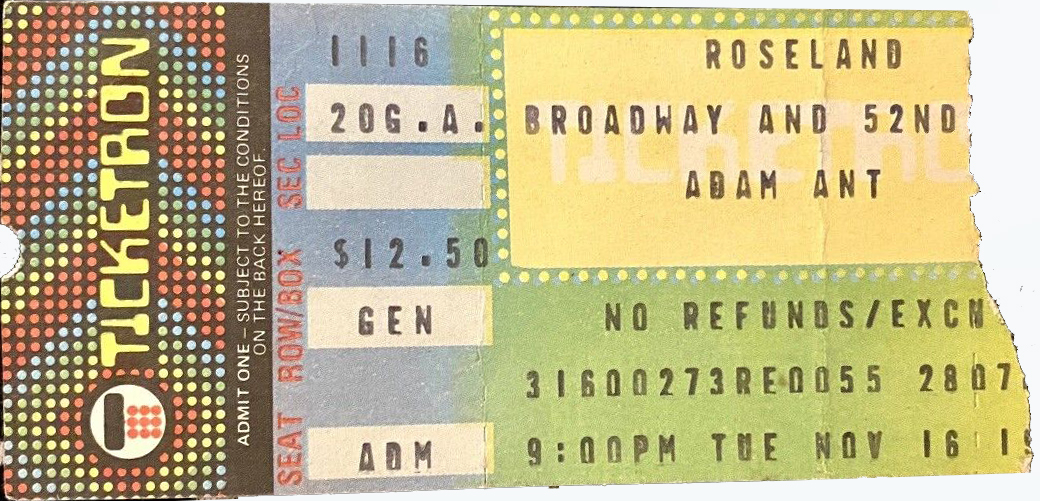 TICKETRON
ADMIT ONE – SUBJECT TO THE CONDITIONS
ON THE BACK HEREOF.
SEC LOC
ROW/BOX
SEAT
1116
20G.A.
$12.50
GEN
ADM
ROSELAND
BROADWAY AND 52ND
TICKETRO
ADAM ANT
NO REFUNDS/EXCH
31600273RE0055 2807
9:00PM TUE NOV 16 19